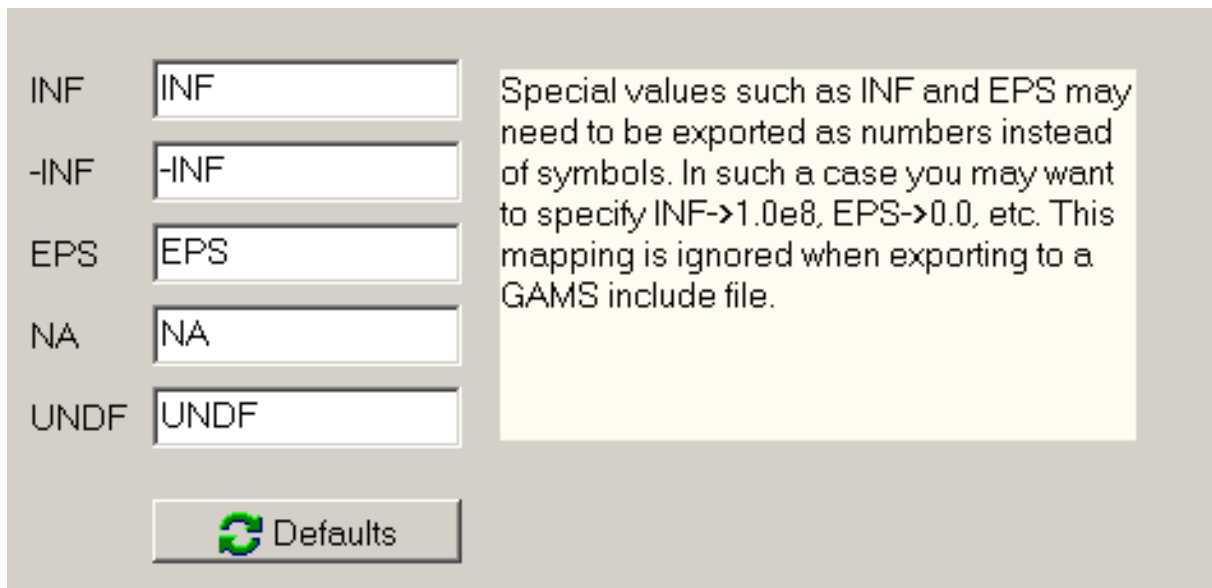 INF INF
-INF -INF
EPS EPS
NA NA
UNDF UNDF
Defaults
Special values such as INF and EPS may
need to be exported as numbers instead
of symbols. In such a case you may want
to specify INF->1.0e8, EPS->0.0, etc. This
mapping is ignored when exporting to a
GAMS include file.